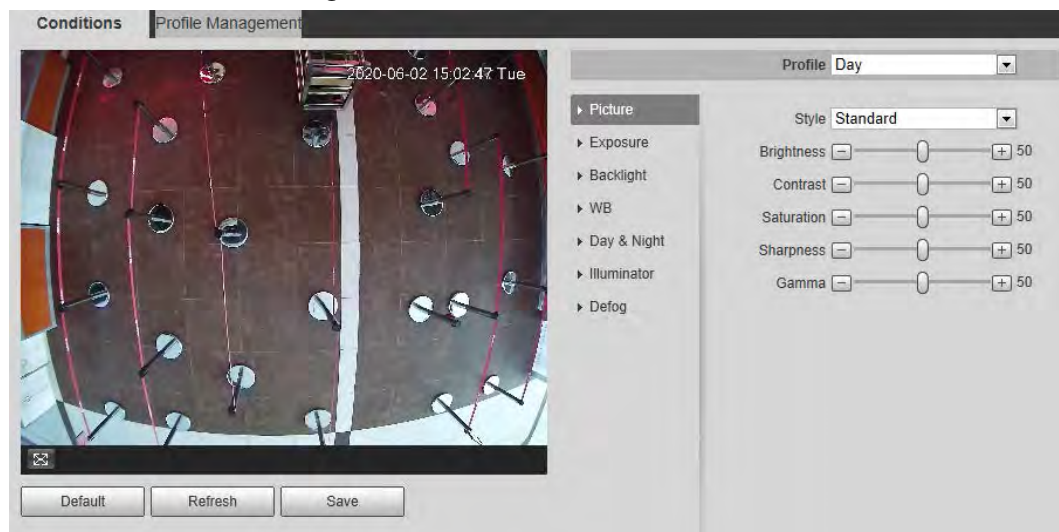 Conditions Profile Management
2020-06-02 15:02:47 Tue
Profile Day
Picture
Exposure
Backlight
WB
Day & Night
Illuminator
Defog
Style Standard
Brightness 50
Contrast 50
Saturation 50
Sharpness 50
Gamma 50
Default Refresh Save